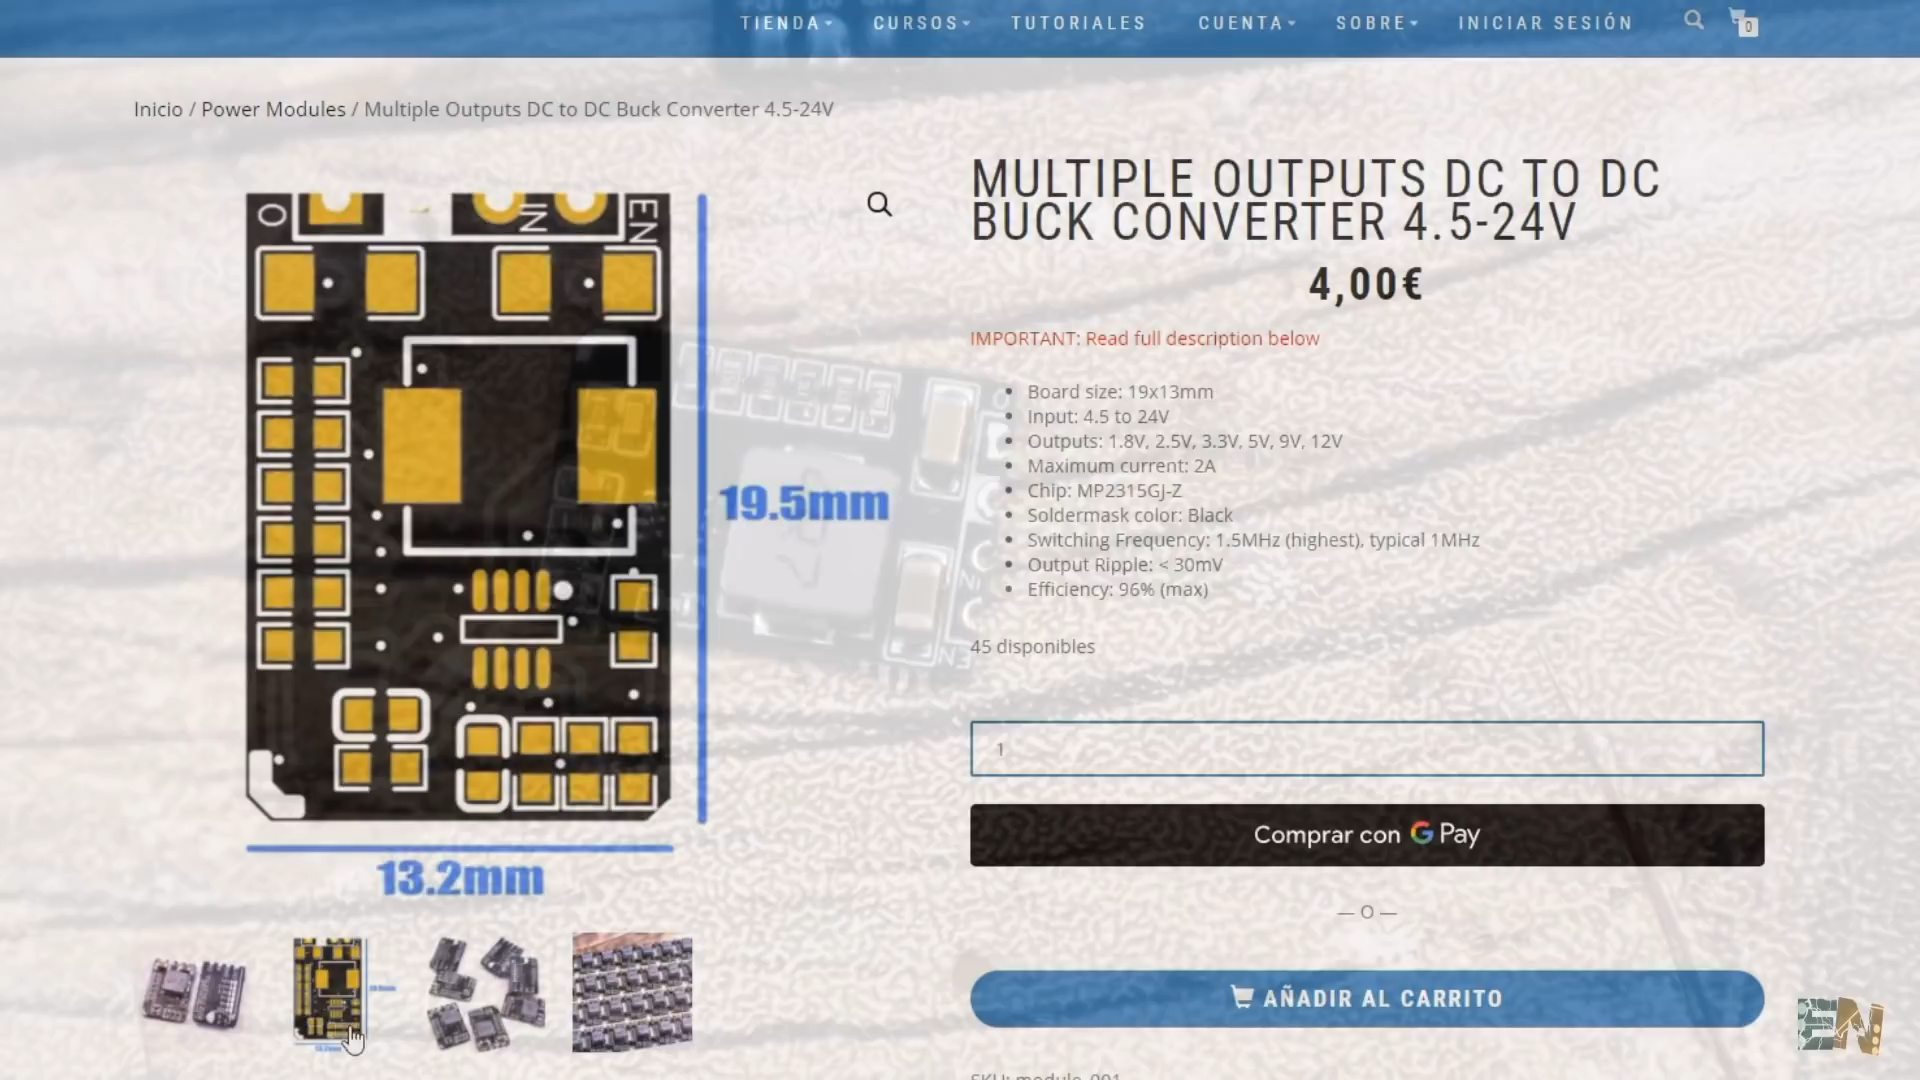 TIENDA CURSOS TUTORIALES CUENTA SOBRE INICIAR SESIÓN 0
Inicio / Power Modules / Multiple Outputs DC to DC Buck Converter 4.5-24V
O IN EN
19.5mm
13.2mm
MULTIPLE OUTPUTS DC TO DC
BUCK CONVERTER 4.5-24V
4,00€
IMPORTANT: Read full description below
Board size: 19x13mm
Input: 4.5 to 24V
Outputs: 1.8V, 2.5V, 3.3V, 5V, 9V, 12V
Maximum current: 2A
Chip: MP2315GJ-Z
Soldermask color: Black
Switching Frequency: 1.5MHz (highest), typical 1MHz
Output Ripple: < 30mV
Efficiency: 96% (max)
45 disponibles
1
Comprar con G Pay
— O —
AÑADIR AL CARRITO
SKU: module-001
EN